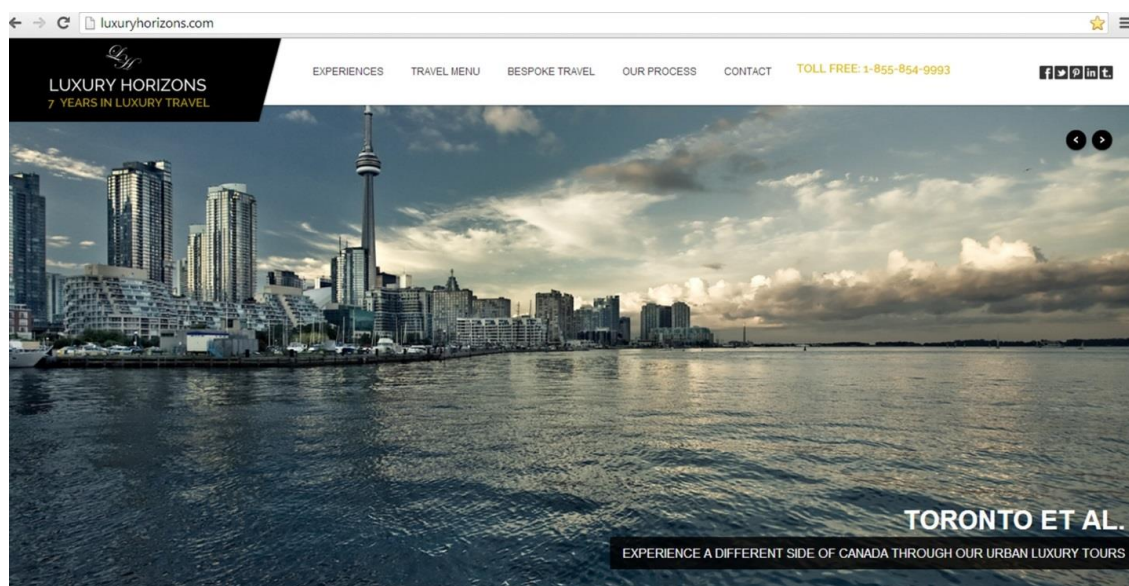 luxuryhorizons.com
LH
LUXURY HORIZONS
7 YEARS IN LUXURY TRAVEL
EXPERIENCES
TRAVEL MENU
BESPOKE TRAVEL
OUR PROCESS
CONTACT
TOLL FREE: 1-855-854-9993
TORONTO ET AL.
EXPERIENCE A DIFFERENT SIDE OF CANADA THROUGH OUR URBAN LUXURY TOURS